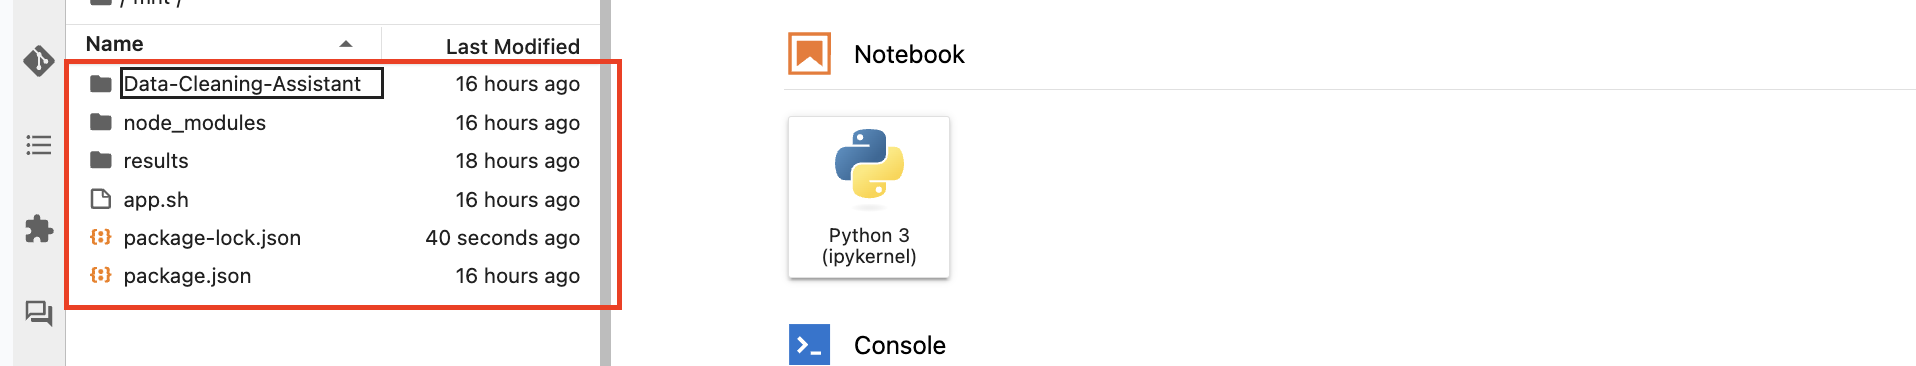 / mnt /
Name Last Modified
Data-Cleaning-Assistant 16 hours ago
node_modules 16 hours ago
results 18 hours ago
app.sh 16 hours ago
package-lock.json 40 seconds ago
package.json 16 hours ago
Notebook
Python 3
(ipykernel)
Console